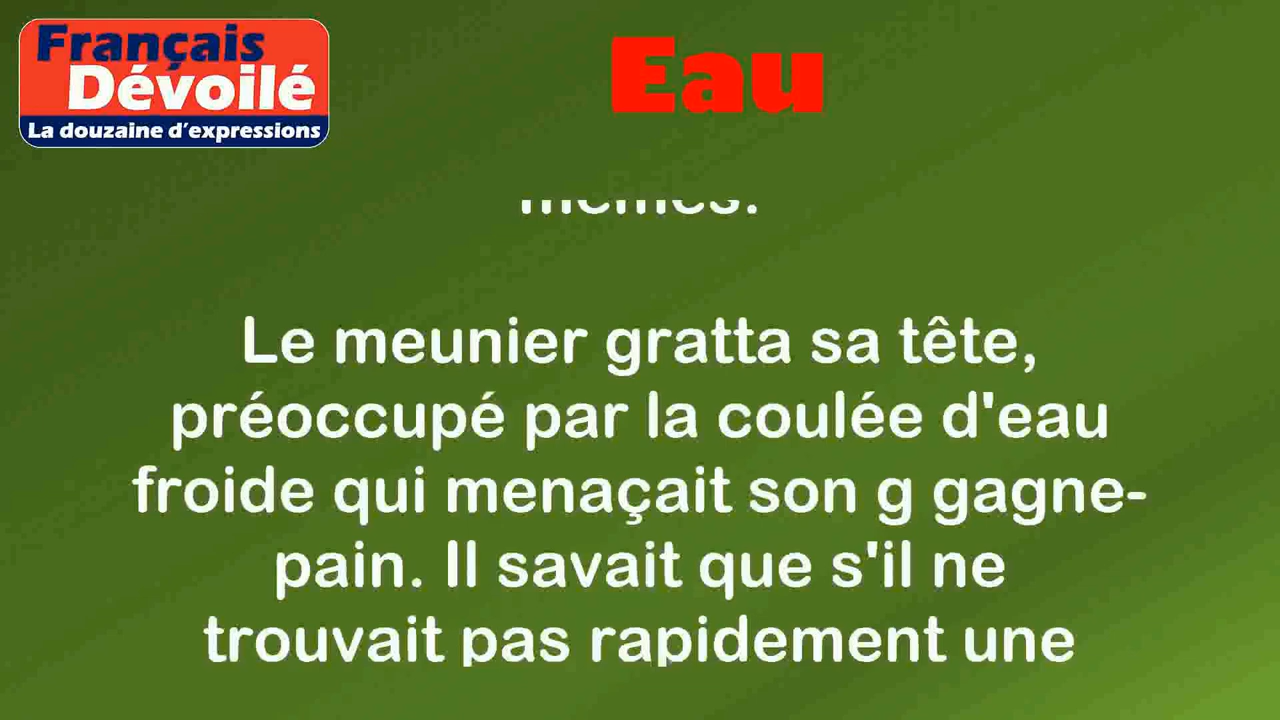 Français
Dévoilé
La douzaine d'expressions
Eau
mêmes.
Le meunier gratta sa tête,
préoccupé par la coulée d'eau
froide qui menaçait son g gagne-
pain. Il savait que s'il ne
trouvait pas rapidement une